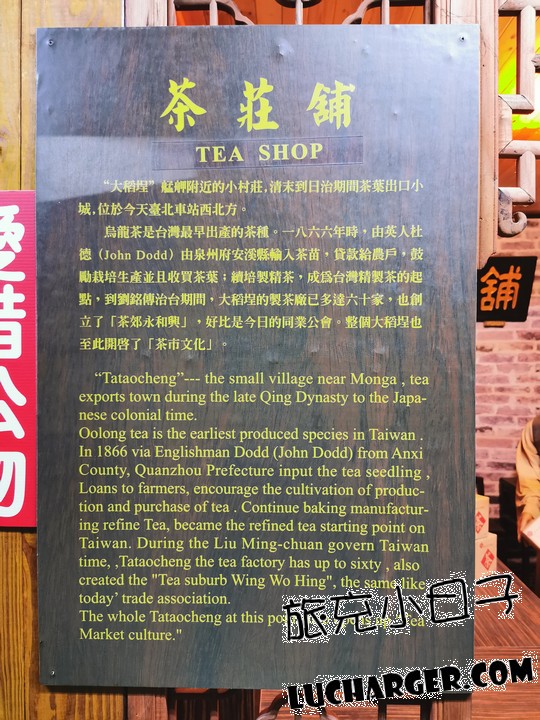 茶莊舖
TEA SHOP
“大稻埕”艋舺附近的小村莊,清末到日治期間茶葉出口小
城,位於今天臺北車站西北方。
烏龍茶是台灣最早出產的茶種。一八六六年時，由英人杜
德（John Dodd）由泉州府安溪縣輸入茶苗，貸款給農戶，鼓
勵栽培生產並且收買茶葉；續培製精茶，成為台灣精製茶的起
點，到劉銘傳治台期間，大稻埕的製茶廠已多達六十家，也創
立了「茶郊永和興」，好比是今日的同業公會。整個大稻埕也
至此開啓了「茶市文化」。
“Tataocheng”--- the small village near Monga , tea
exports town during the late Qing Dynasty to the Japa-
nese colonial time.
Oolong tea is the earliest produced species in Taiwan .
In 1866 via Englishman Dodd (John Dodd) from Anxi
County, Quanzhou Prefecture input the tea seedling ,
Loans to farmers, encourage the cultivation of produc-
tion and purchase of tea . Continue baking manufactur-
ing refine Tea, became the refined tea starting point on
Taiwan. During the Liu Ming-chuan govern Taiwan
time, ,Tataocheng the tea factory has up to sixty , also
created the "Tea suburb Wing Wo Hing", the same like
today’ trade association.
The whole Tataocheng at this Tea
Market culture."
惜公物
舖
旅充小日子
LUCHARGER.COM